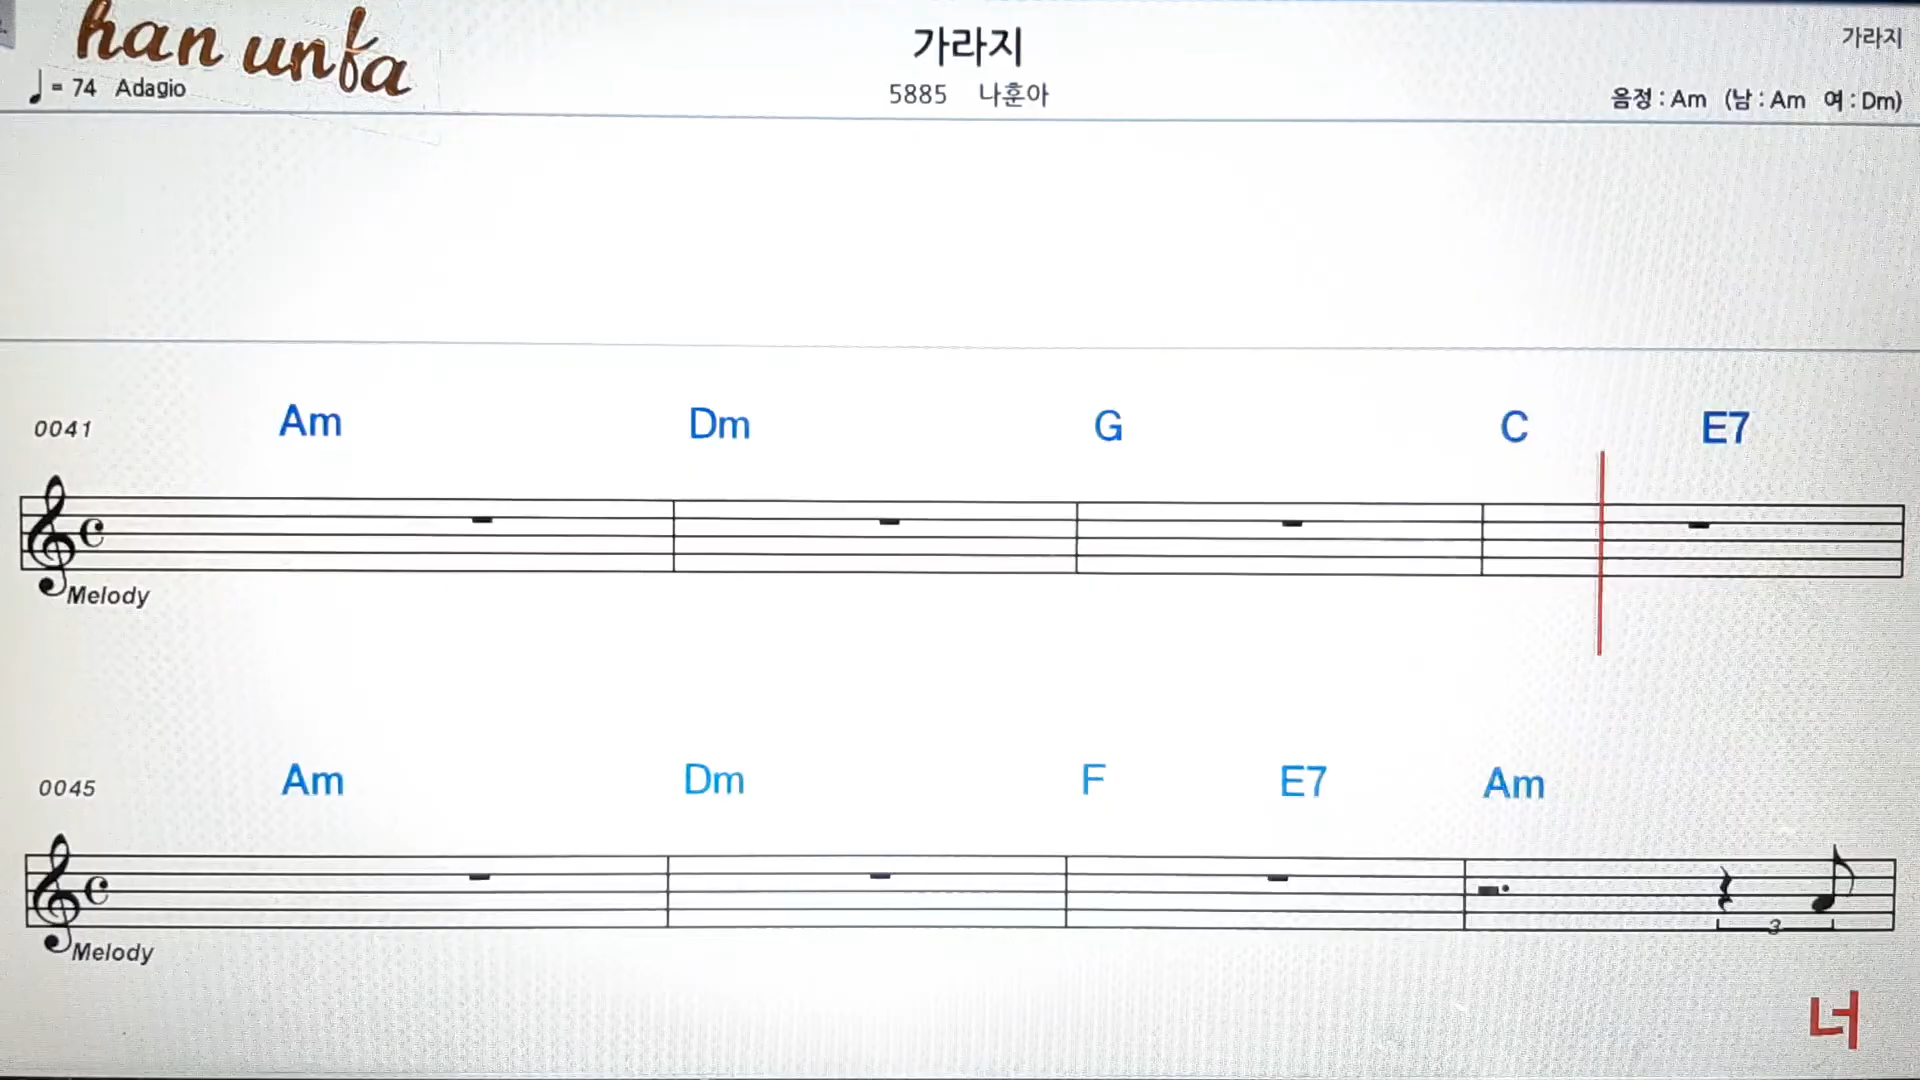 han unfa
가라지
가라지
♩= 74 Adagio
5885 나훈아
음정 : Am (남 : Am 여 : Dm)
0041 Am Dm G C E7
Melody
0045 Am Dm F E7 Am
3
Melody
너